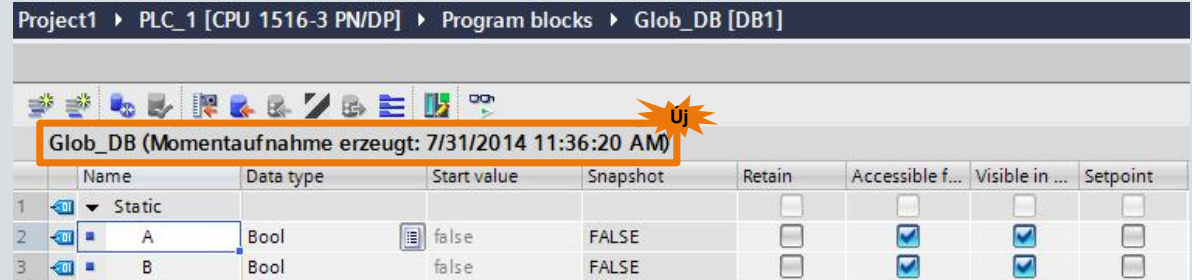 Project1 ▸ PLC_1 [CPU 1516-3 PN/DP] ▸ Program blocks ▸ Glob_DB [DB1]
Új
Glob_DB (Momentaufnahme erzeugt: 7/31/2014 11:36:20 AM)
Name Data type Start value Snapshot Retain Accessible f... Visible in ... Setpoint
1 Static
2 A Bool false FALSE
3 B Bool false FALSE